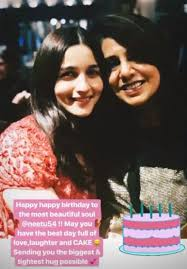 Happy happy birthday to
the most beautiful soul
@neetu54 !! May you
have the best day full of
love,laughter and CAKE 😋
Sending you the biggest &
tightest hug possible 💕